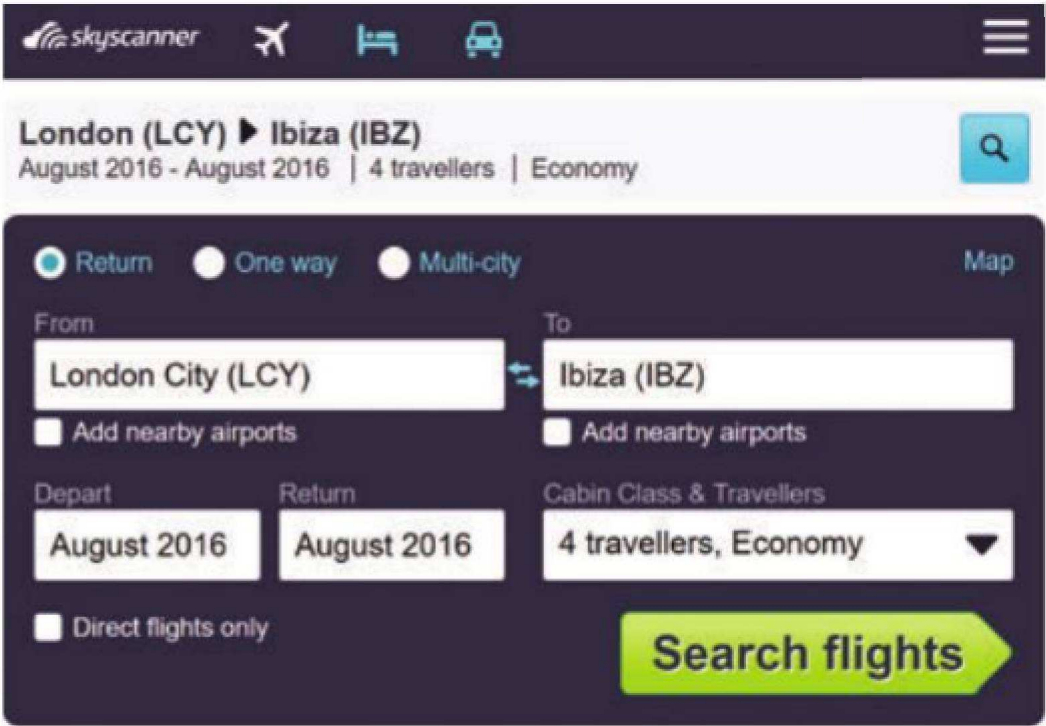 skyscanner
London (LCY) ▶ Ibiza (IBZ)
August 2016 - August 2016 | 4 travellers | Economy
Return One way Multi-city Map
From To
London City (LCY) Ibiza (IBZ)
Add nearby airports Add nearby airports
Depart Return Cabin Class & Travellers
August 2016 August 2016 4 travellers, Economy
Direct flights only
Search flights